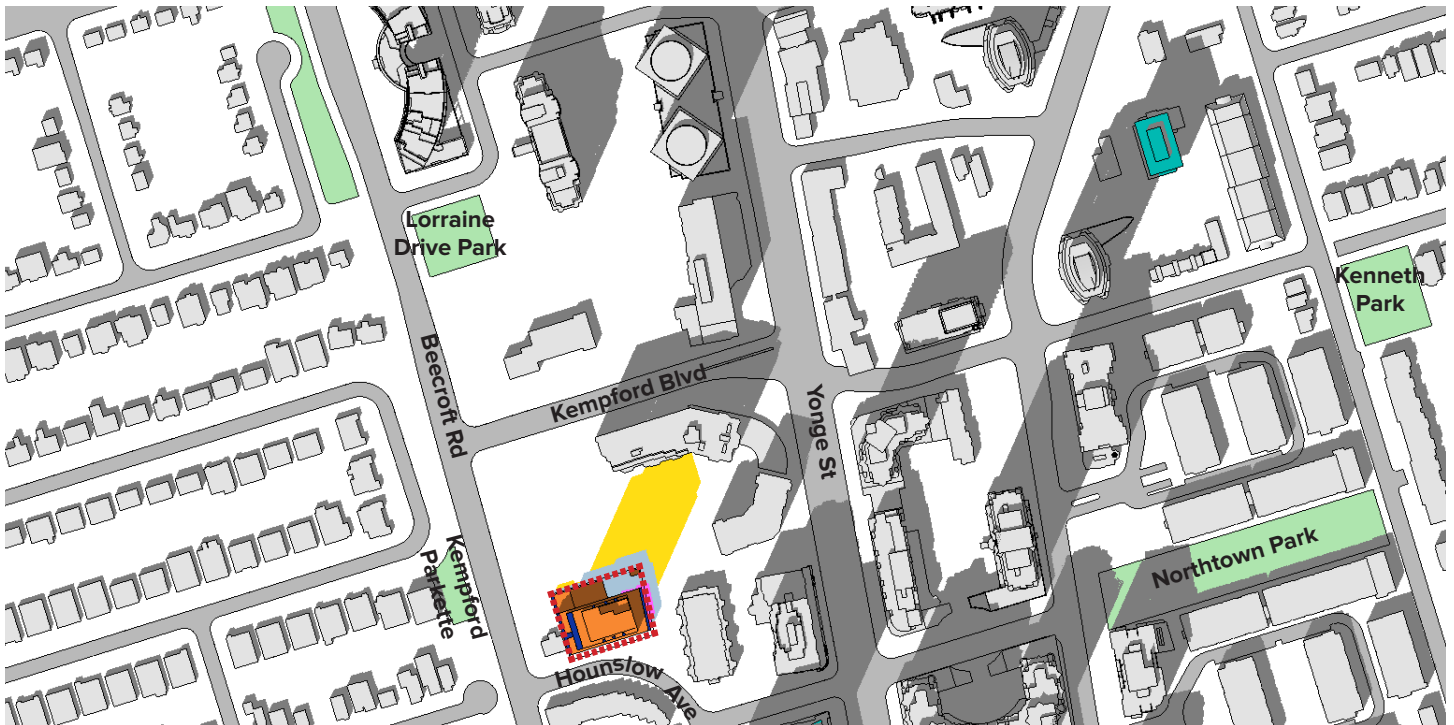 Lorraine
Drive Park
Kenneth
Park
Beecroft Rd
Kempford Blvd
Yonge St
Northtown Park
Kempford
Parkette
Hounslow Ave